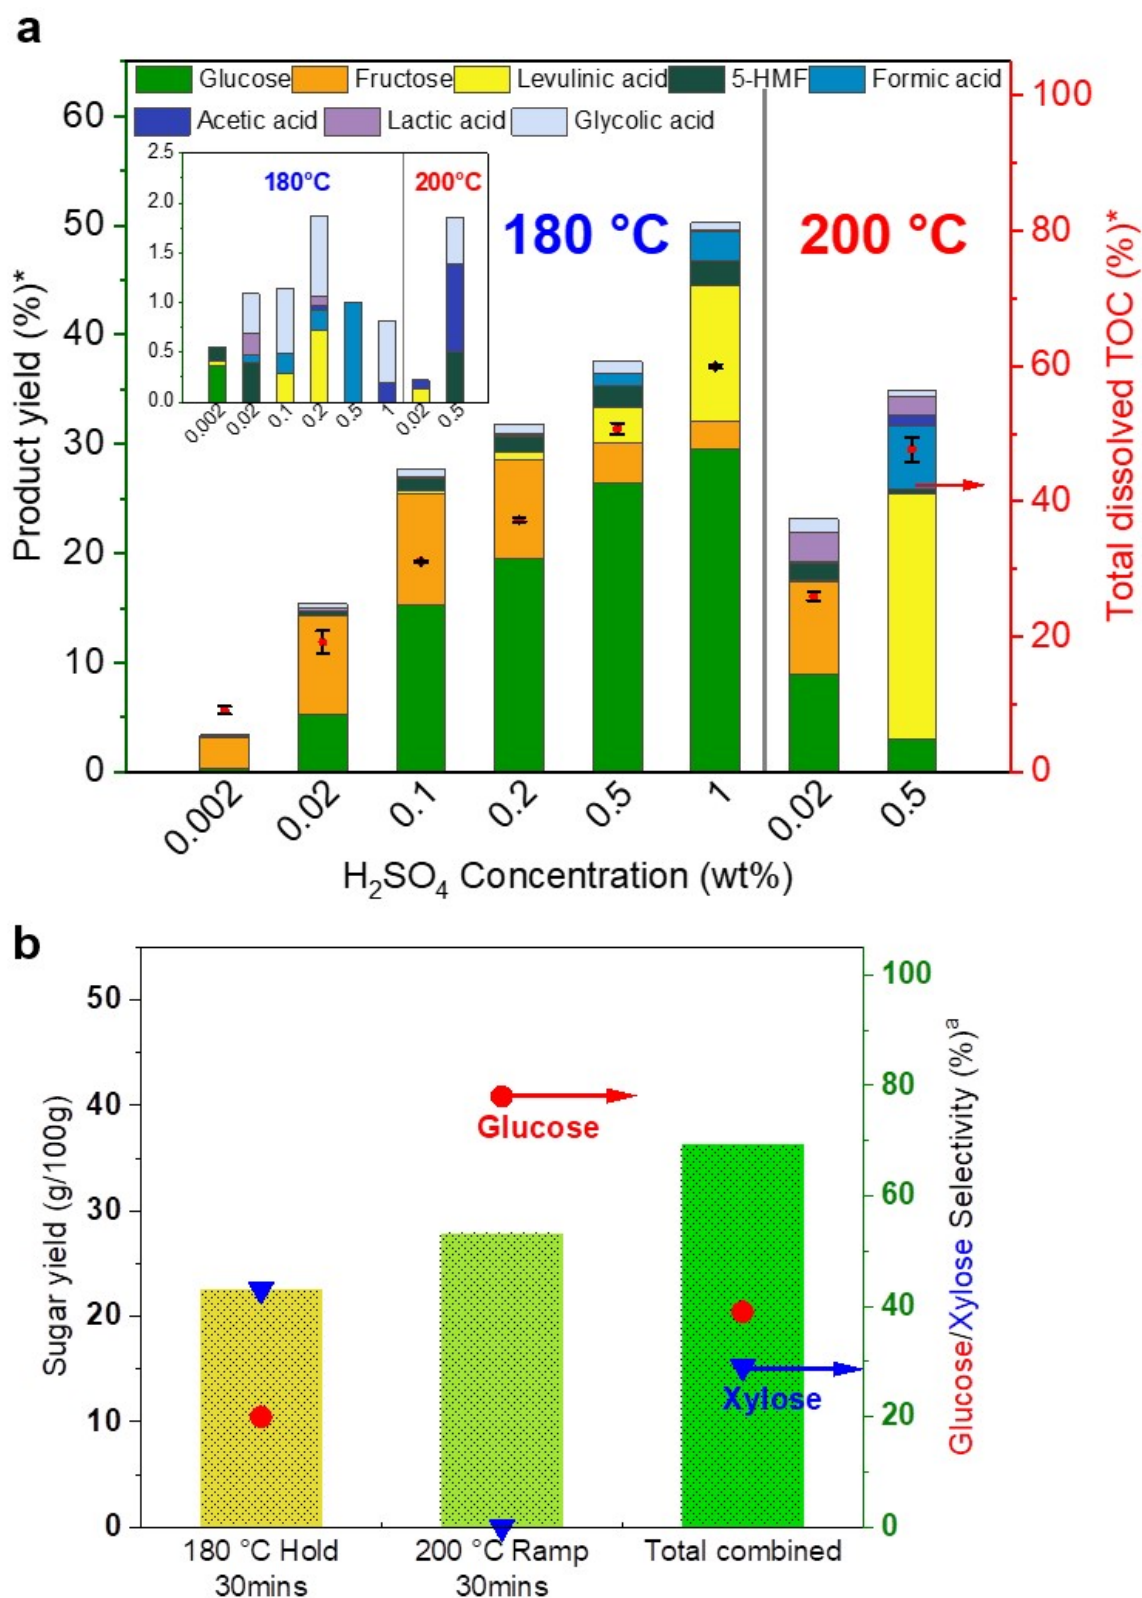 a
Glucose Fructose Levulinic acid 5-HMF Formic acid
Acetic acid Lactic acid Glycolic acid
Product yield (%)*
60
50
40
30
20
10
0
2.5
2.0
1.5
1.0
0.5
0.0
180°C 200°C
0.002 0.02 0.1 0.2 0.5 1 0.02 0.5
180 °C 200 °C
100
80
60
40
20
0
Total dissolved TOC (%)*
0.002 0.02 0.1 0.2 0.5 1 0.02 0.5
H₂SO₄ Concentration (wt%)
b
Sugar yield (g/100g)
50
40
30
20
10
0
Glucose
Xylose
100
80
60
40
20
0
Glucose/Xylose Selectivity (%)ᵃ
180 °C Hold 200 °C Ramp Total combined
30mins 30mins